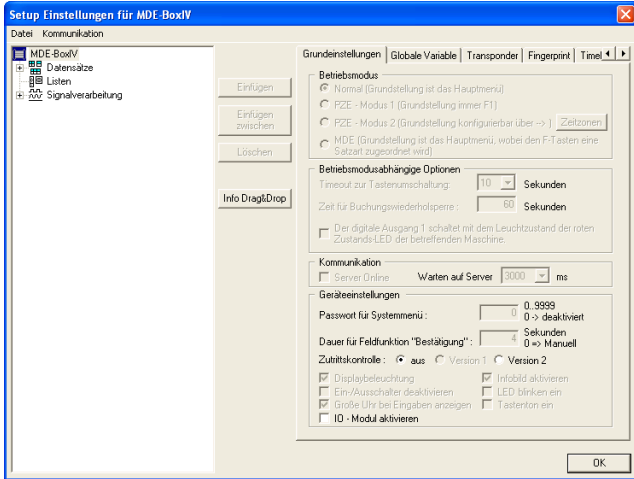 Setup Einstellungen für MDE-BoxIV
Datei Kommunikation
MDE-BoxIV
Datensätze
Listen
Signalverarbeitung
Einfügen
Einfügen
zwischen
Löschen
Info Drag&Drop
Grundeinstellungen Globale Variable Transponder Fingerprint Timel
Betriebsmodus
Normal (Grundstellung ist das Hauptmenü)
PZE - Modus 1 (Grundstellung immer F1)
PZE - Modus 2 (Grundstellung konfigurierbar über --> ) Zeitzonen
MDE (Grundstellung ist das Hauptmenü, wobei den F-Tasten eine
Satzart zugeordnet wird)
Betriebsmodusabhängige Optionen
Timeout zur Tastenumschaltung: 10 Sekunden
Zeit für Buchungswiederholsperre : 60 Sekunden
Der digitale Ausgang 1 schaltet mit dem Leuchtzustand der roten
Zustands-LED der betreffenden Maschine.
Kommunikation
Server Online Warten auf Server 3000 ms
Geräteeinstellungen
Passwort für Systemmenü : 0 0..9999
0 -> deaktiviert
Dauer für Feldfunktion "Bestätigung" : 4 Sekunden
0 => Manuell
Zutrittskontrolle : aus Version 1 Version 2
Displaybeleuchtung Infobild aktivieren
Ein-/Ausschalter deaktivieren LED blinken ein
Große Uhr bei Eingaben anzeigen Tastenton ein
IO - Modul aktivieren
OK